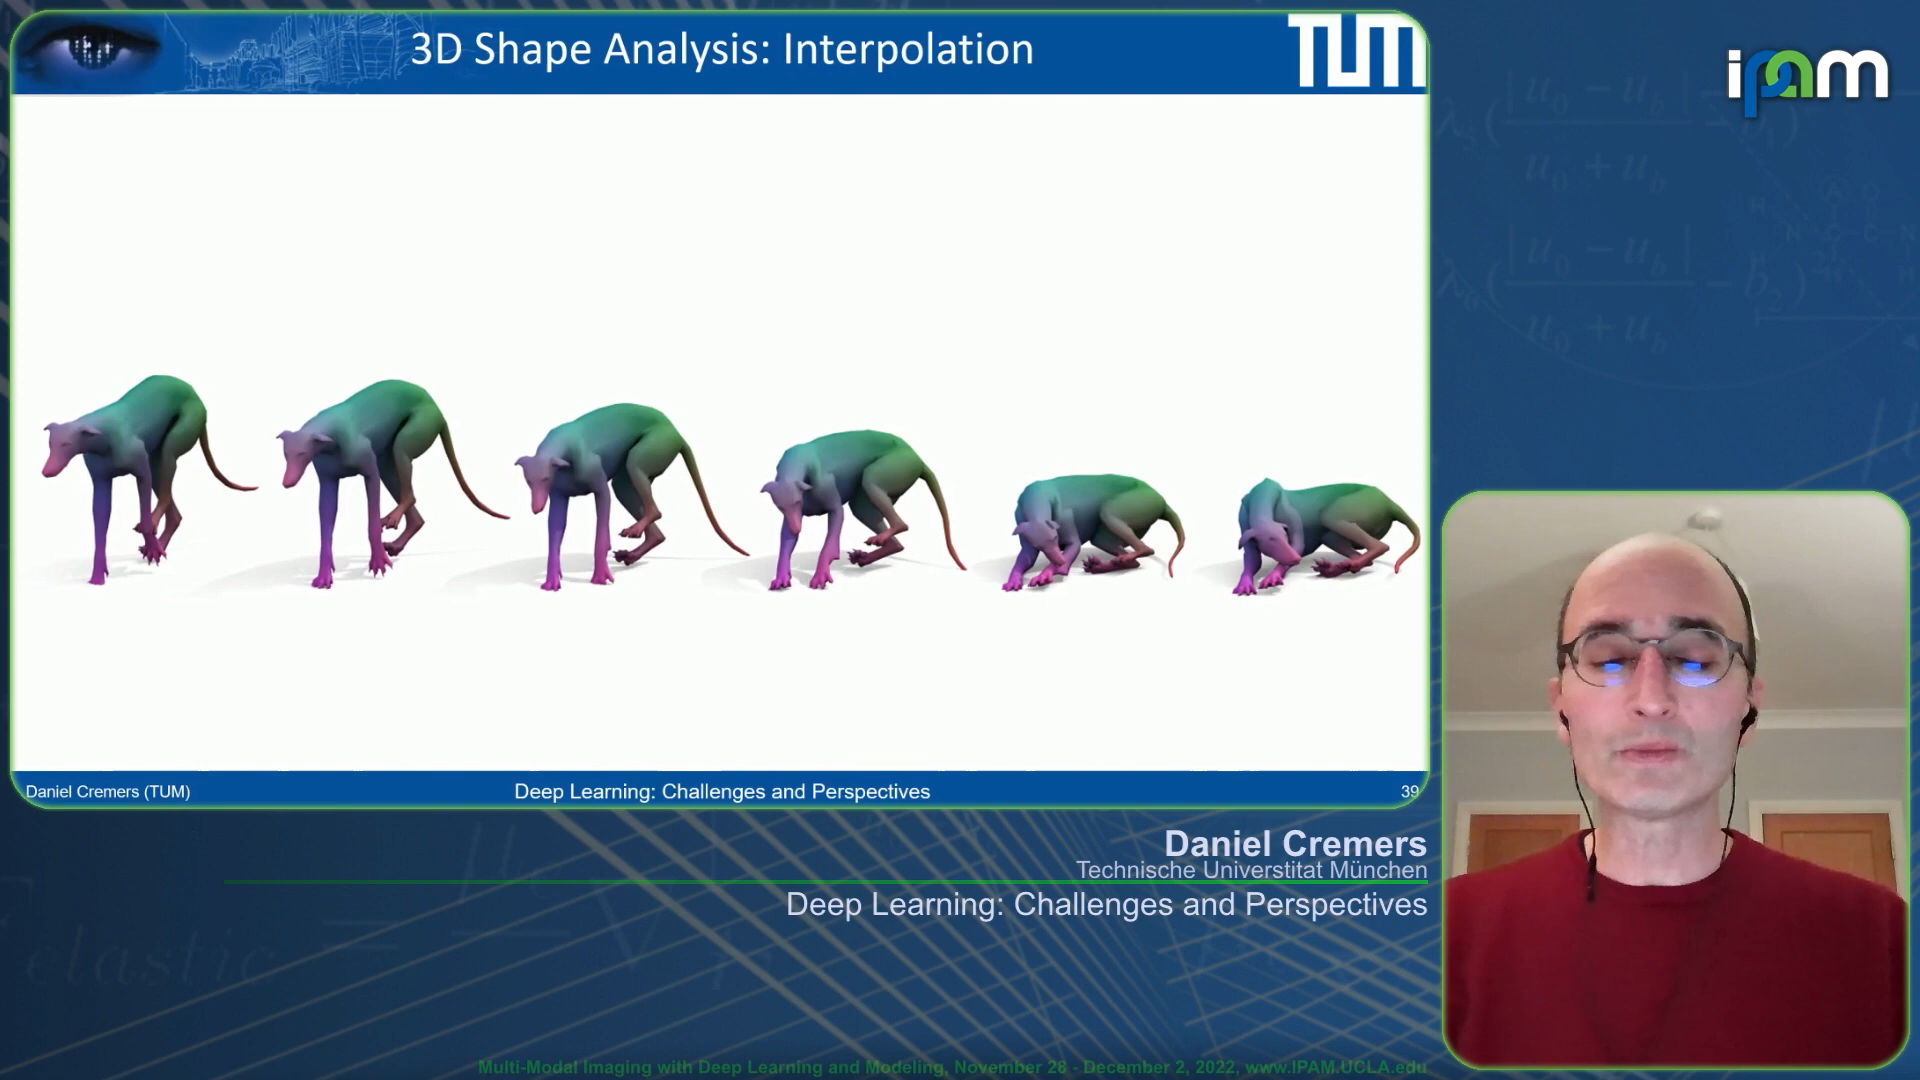 3D Shape Analysis: Interpolation
TUM
ipam
Daniel Cremers (TUM)
Deep Learning: Challenges and Perspectives
39
Daniel Cremers
Technische Universtitat München
Deep Learning: Challenges and Perspectives
Multi-Modal Imaging with Deep Learning and Modeling, November 28 - December 2, 2022, www.IPAM.UCLA.edu
elastic